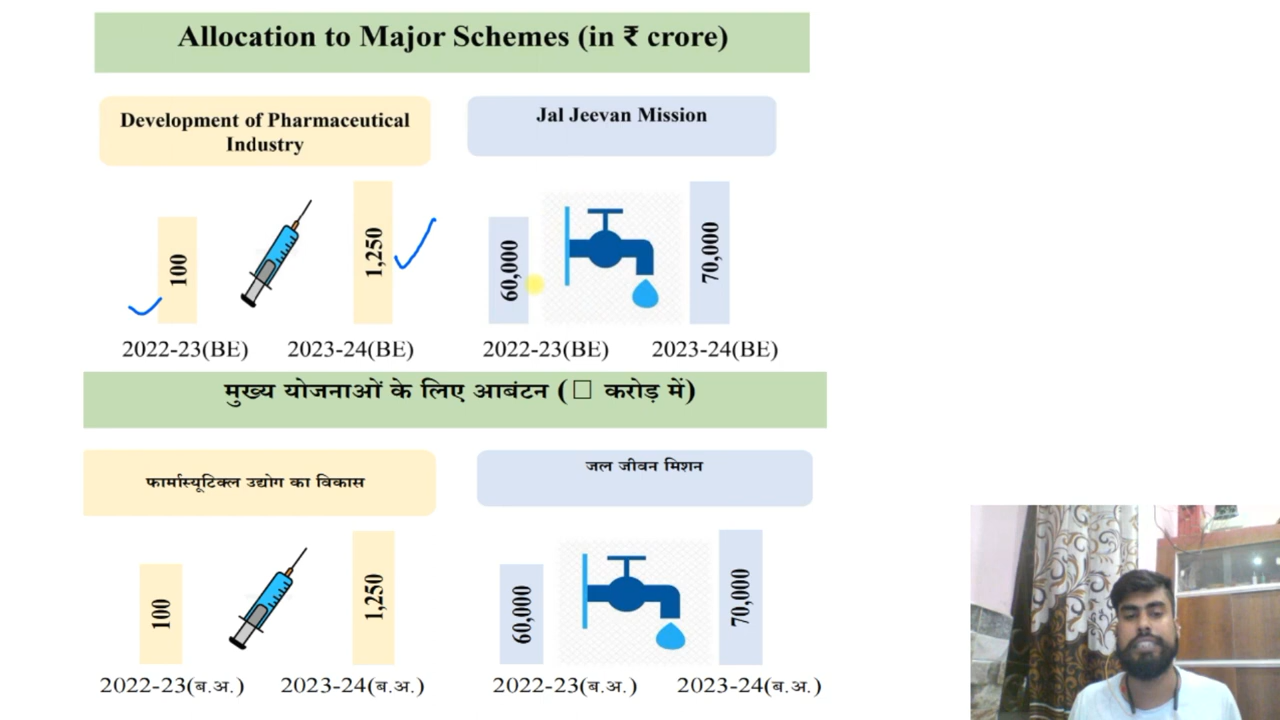 Allocation to Major Schemes (in ₹ crore)
Development of Pharmaceutical
Industry
Jal Jeevan Mission
100
1,250
60,000
70,000
2022-23(BE)
2023-24(BE)
2022-23(BE)
2023-24(BE)
मुख्य योजनाओं के लिए आबंटन (□ करोड़ में)
फार्मास्यूटिक्ल उद्योग का विकास
जल जीवन मिशन
100
1,250
60,000
70,000
2022-23(ब.अ.)
2023-24(ब.अ.)
2022-23(ब.अ.)
2023-24(ब.अ.)